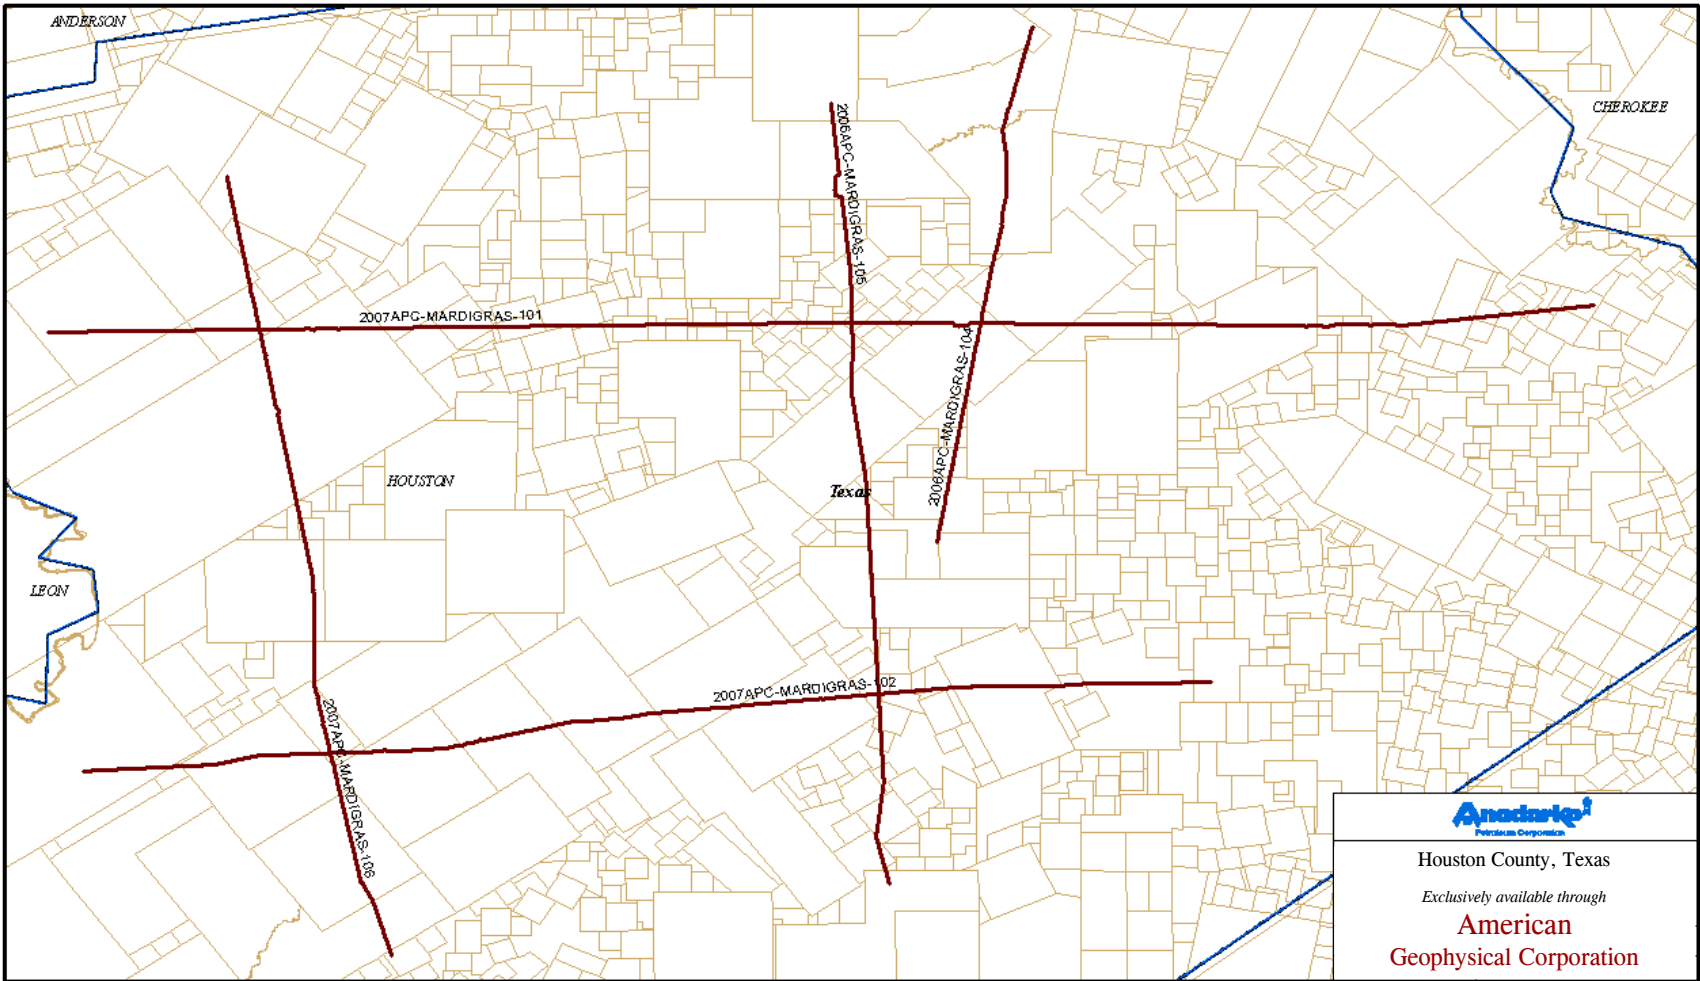 ANDERSON
CHEROKEE
2006APC-MARDIGRAS-105
2007APC-MARDIGRAS-101
2006APC-MARDIGRAS-104
HOUSTON
Texas
LEON
2007APC-MARDIGRAS-102
2007APC-MARDIGRAS-106
Anadarko
Petroleum Corporation
Houston County, Texas
Exclusively available through
American
Geophysical Corporation